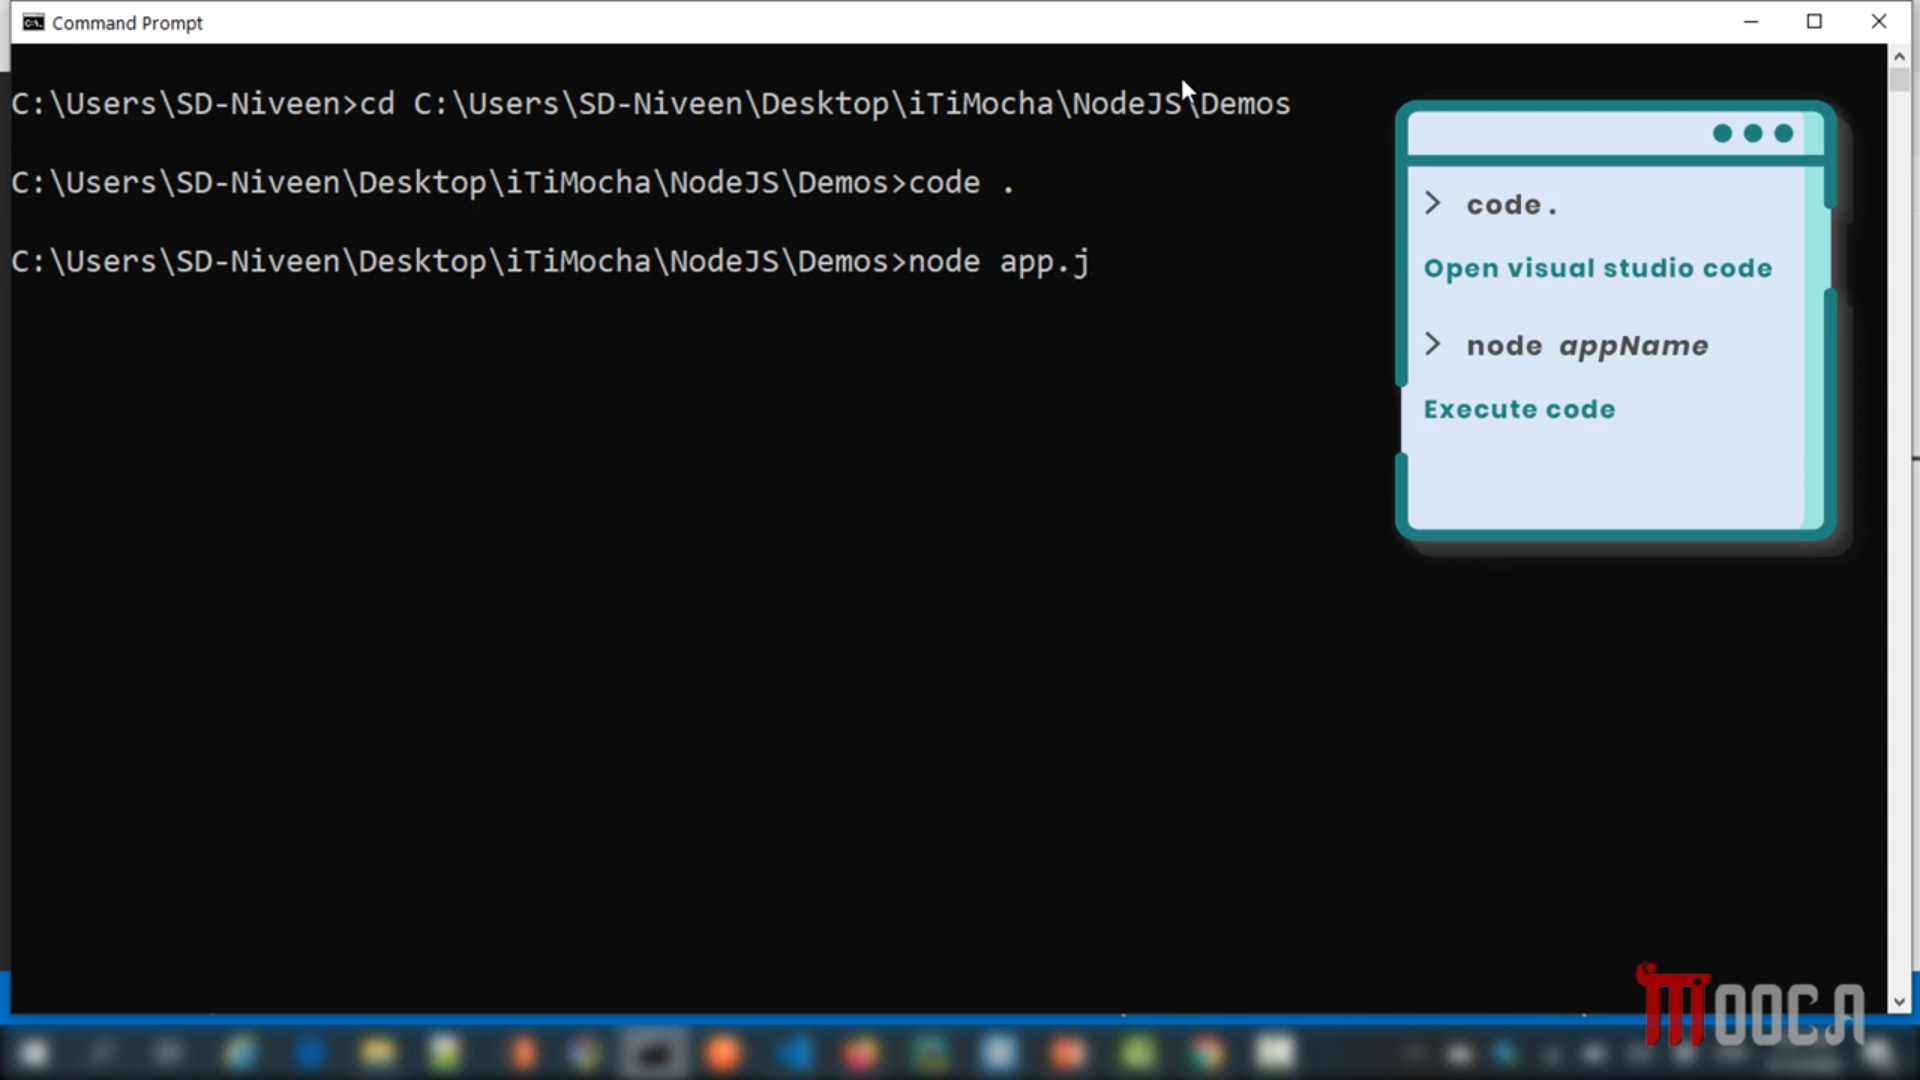 Command Prompt
C:\Users\SD-Niveen>cd C:\Users\SD-Niveen\Desktop\iTiMocha\NodeJS\Demos
C:\Users\SD-Niveen\Desktop\iTiMocha\NodeJS\Demos>code .
C:\Users\SD-Niveen\Desktop\iTiMocha\NodeJS\Demos>node app.j
> code .
Open visual studio code
> node appName
Execute code
MOOCA